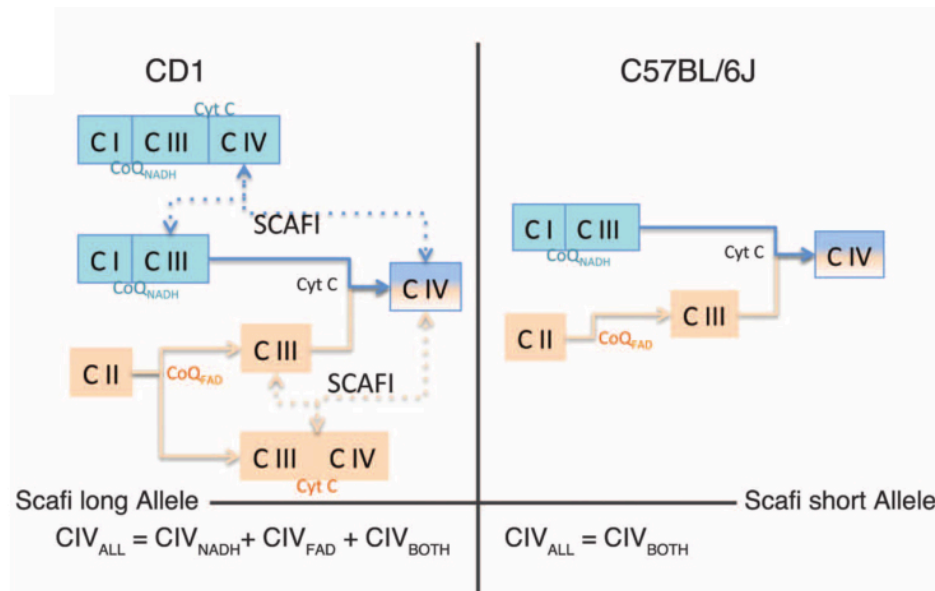 CD1
C57BL/6J
Cyt C
C I C III C IV
CoQNADH
SCAFI
C I C III
CoQNADH
Cyt C
C IV
C III
C II
CoQFAD
SCAFI
C III C IV
Cyt C
C I C III
CoQNADH
Cyt C
C IV
C III
C II
CoQFAD
Scafi long Allele
Scafi short Allele
CIVALL = CIVNADH+ CIVFAD + CIVBOTH
CIVALL = CIVBOTH